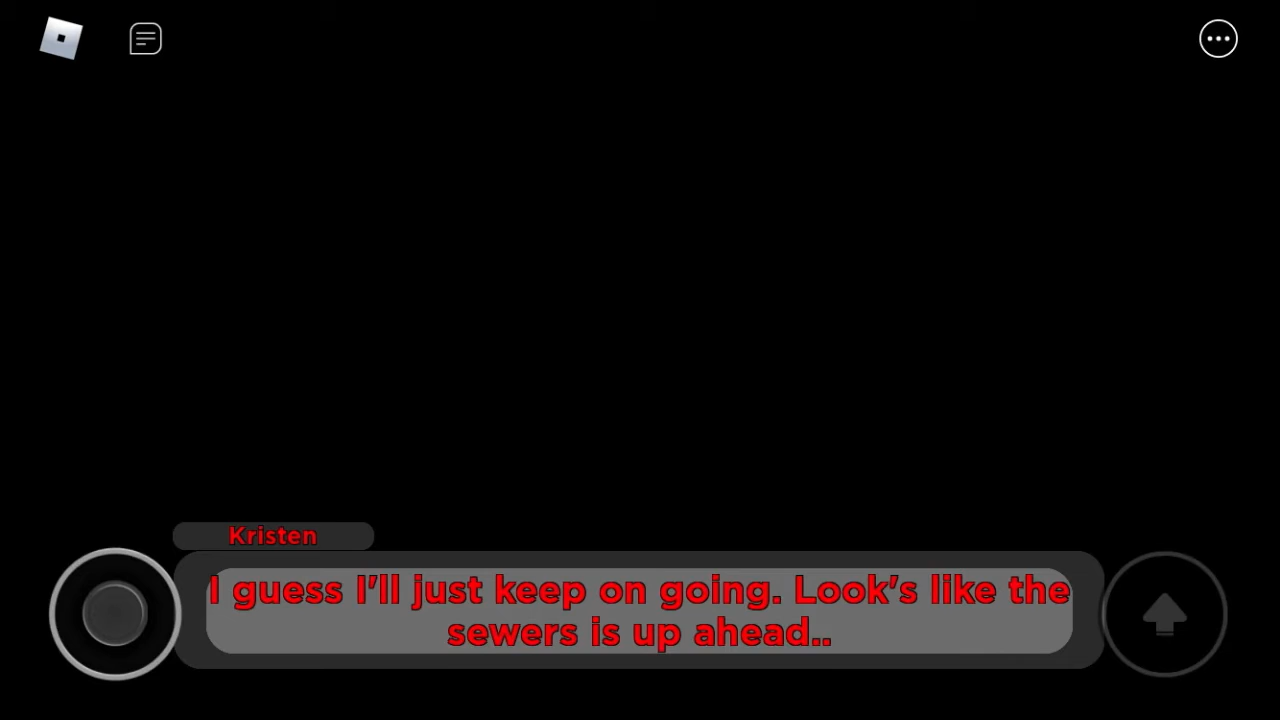 Kristen
I guess I'll just keep on going. Look's like the
sewers is up ahead..